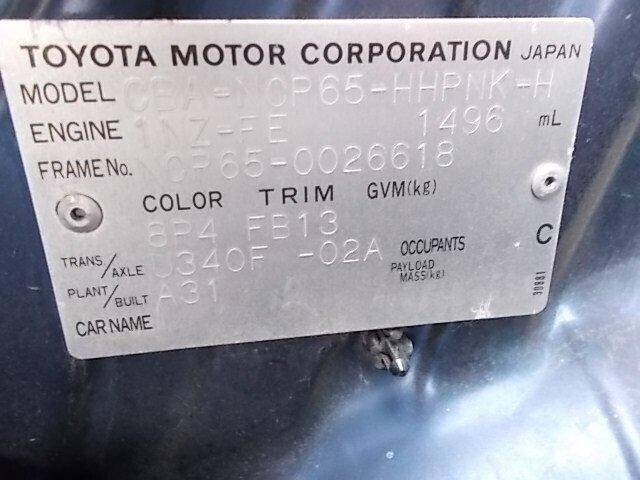 TOYOTA MOTOR CORPORATION JAPAN
MODEL CBA-NCP65-HHPNK-H
ENGINE 1NZ-FE 1496 mL
FRAME No. NCP65-0026618
COLOR TRIM GVM(kg)
8P4 FB13
TRANS/AXLE U340F -02A OCCUPANTS C
PLANT/BUILT A31 PAYLOAD MASS(kg) 30881
CAR NAME